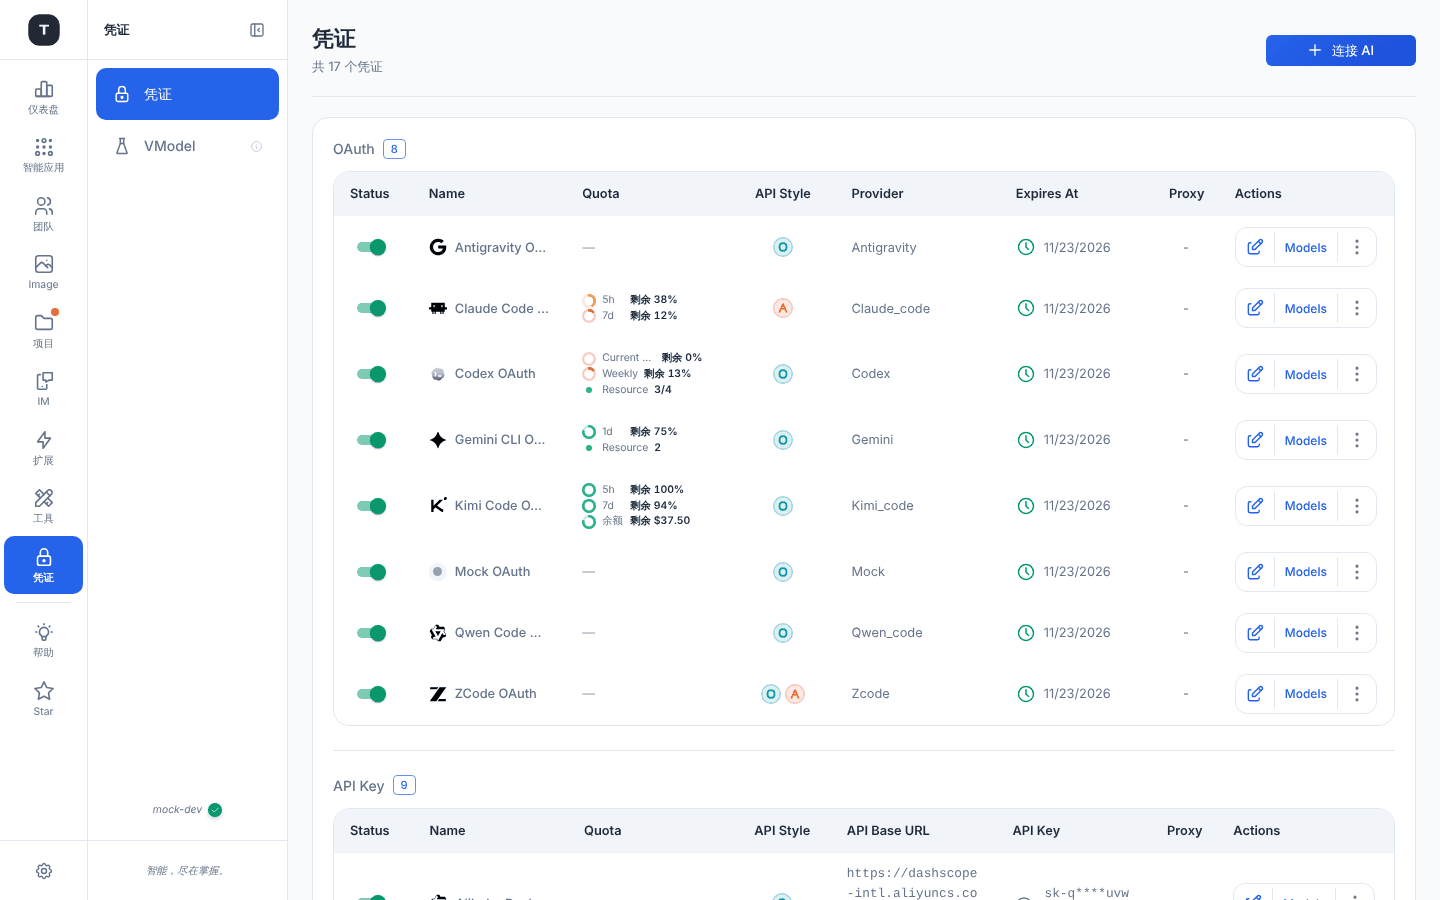 T
凭证
仪表盘
智能应用
团队
Image
项目
IM
扩展
工具
凭证
帮助
Star
凭证
VModel
mock-dev
智能，尽在掌握。
凭证
共 17 个凭证
连接 AI
OAuth 8
Status Name Quota API Style Provider Expires At Proxy Actions
Antigravity O... — O Antigravity 11/23/2026 - Models
Claude Code ... 5h 剩余 38% A Claude_code 11/23/2026 - Models
7d 剩余 12%
Current ... 剩余 0%
Codex OAuth Weekly 剩余 13% O Codex 11/23/2026 - Models
Resource 3/4
Gemini CLI O... 1d 剩余 75% O Gemini 11/23/2026 - Models
Resource 2
5h 剩余 100%
Kimi Code O... 7d 剩余 94% O Kimi_code 11/23/2026 - Models
余额 剩余 $37.50
Mock OAuth — O Mock 11/23/2026 - Models
Qwen Code ... — O Qwen_code 11/23/2026 - Models
ZCode OAuth — O A Zcode 11/23/2026 - Models
API Key 9
Status Name Quota API Style API Base URL API Key Proxy Actions
https://dashscope
-intl.aliyuncs.co
sk-q****uvw